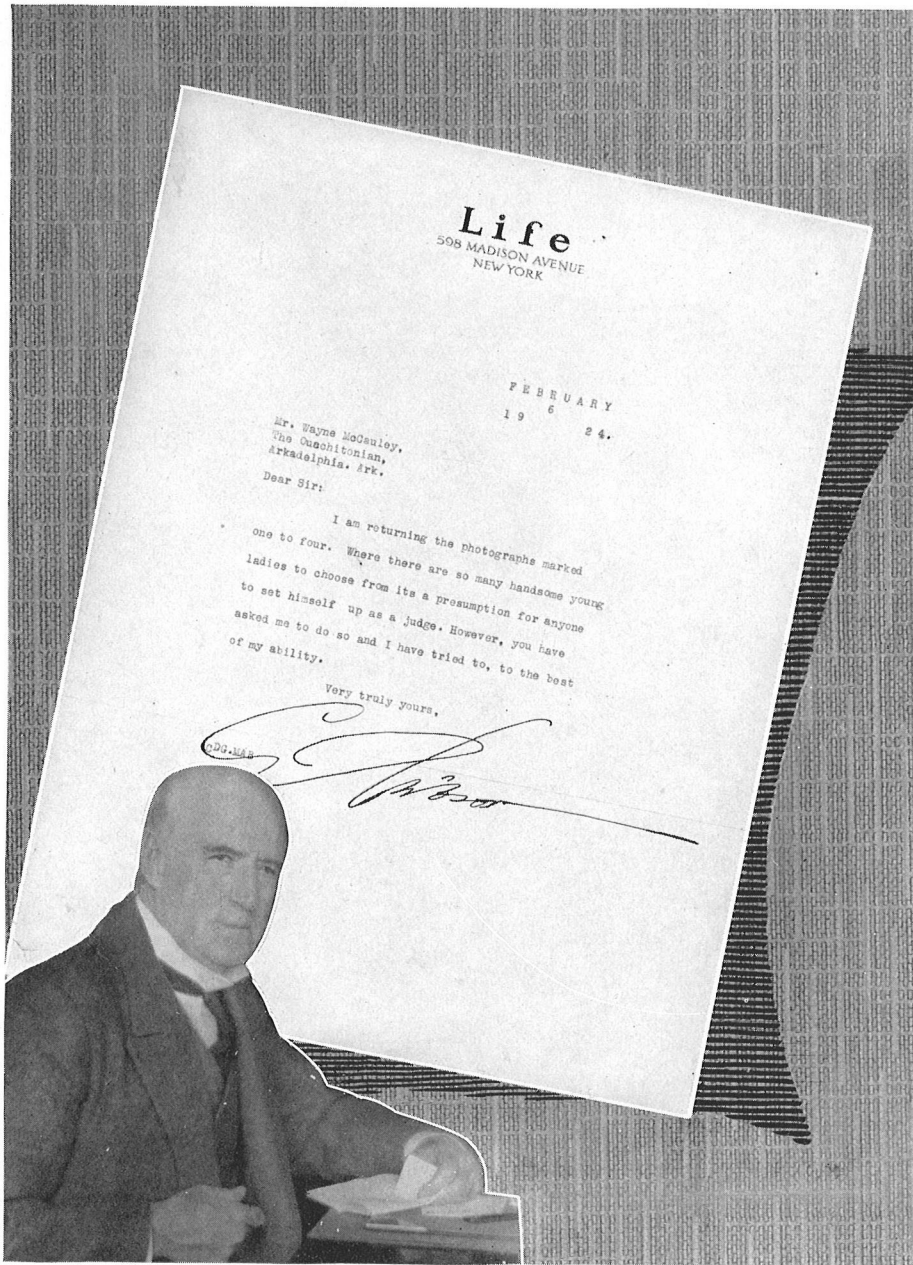 Life
598 MADISON AVENUE
NEW YORK
FEBRUARY
19 6 24.
Mr. Wayne McCauley,
The Ouachitonian,
Arkadelphia. Ark.
Dear Sir:
I am returning the photographs marked
one to four. Where there are so many handsome young
ladies to choose from its a presumption for anyone
to set himself up as a judge. However, you have
asked me to do so and I have tried to, to the best
of my ability.
Very truly yours,
CDG.MAB
C D Gibson